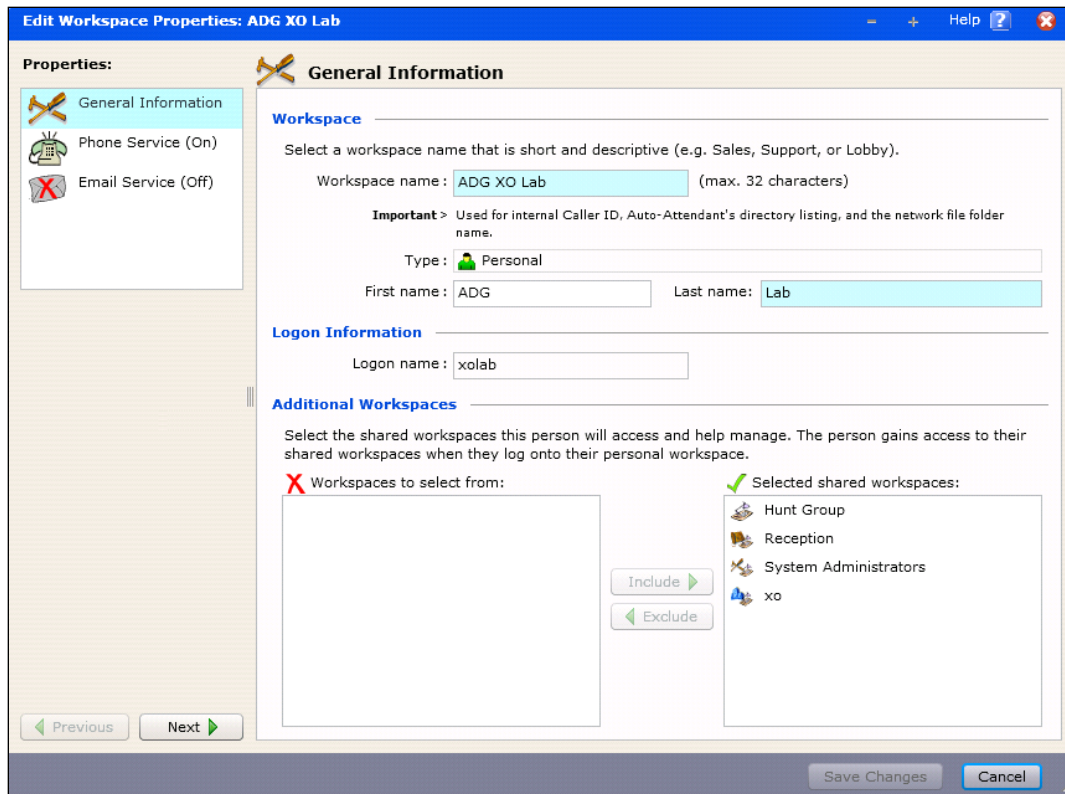 Edit Workspace Properties: ADG XO Lab
– + Help ?
Properties:
General Information
Phone Service (On)
Email Service (Off)
General Information
Workspace
Select a workspace name that is short and descriptive (e.g. Sales, Support, or Lobby).
Workspace name : ADG XO Lab (max. 32 characters)
Important > Used for internal Caller ID, Auto-Attendant's directory listing, and the network file folder
name.
Type : Personal
First name : ADG Last name: Lab
Logon Information
Logon name : xolab
Additional Workspaces
Select the shared workspaces this person will access and help manage. The person gains access to their
shared workspaces when they log onto their personal workspace.
Workspaces to select from: Selected shared workspaces:
Hunt Group
Reception
System Administrators
xo
Include
Exclude
Previous Next
Save Changes Cancel